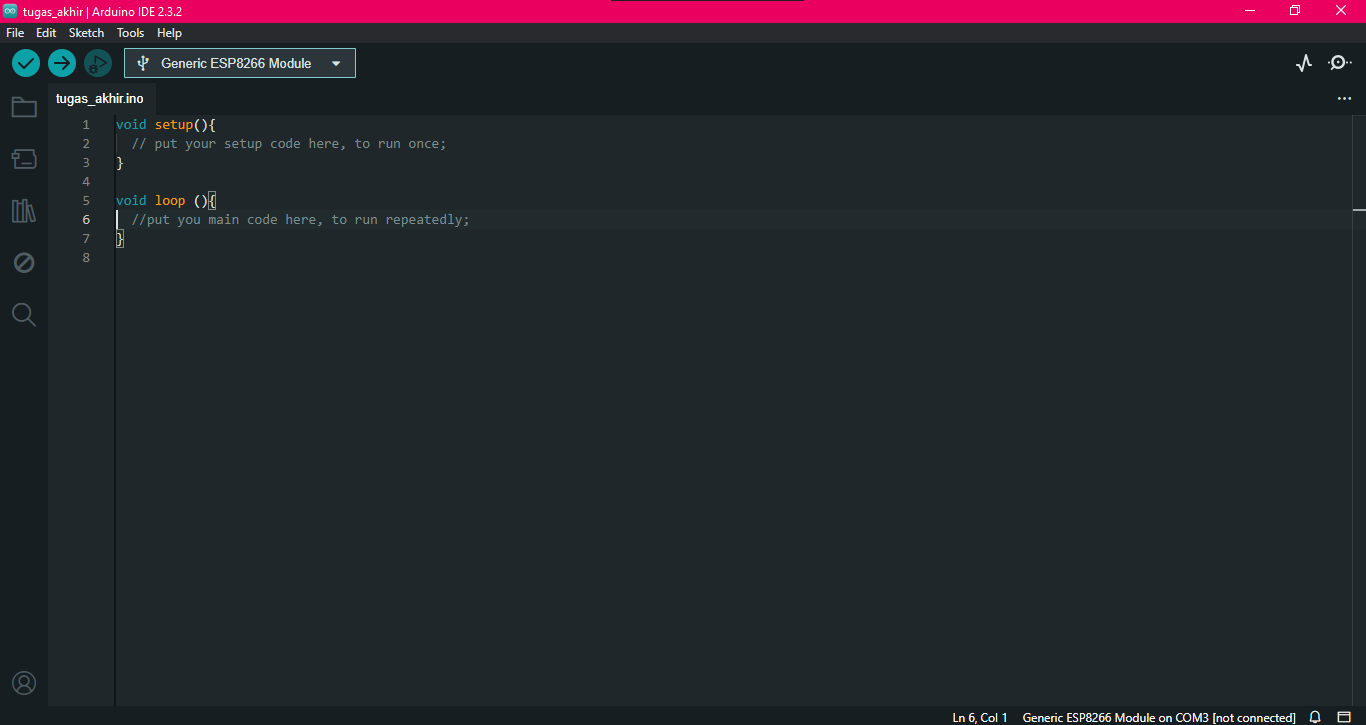 tugas_akhir | Arduino IDE 2.3.2
File Edit Sketch Tools Help
Generic ESP8266 Module
tugas_akhir.ino
1 void setup(){
2 // put your setup code here, to run once;
3 }
4
5 void loop (){
6 //put you main code here, to run repeatedly;
7 }
8
Ln 6, Col 1 Generic ESP8266 Module on COM3 [not connected]